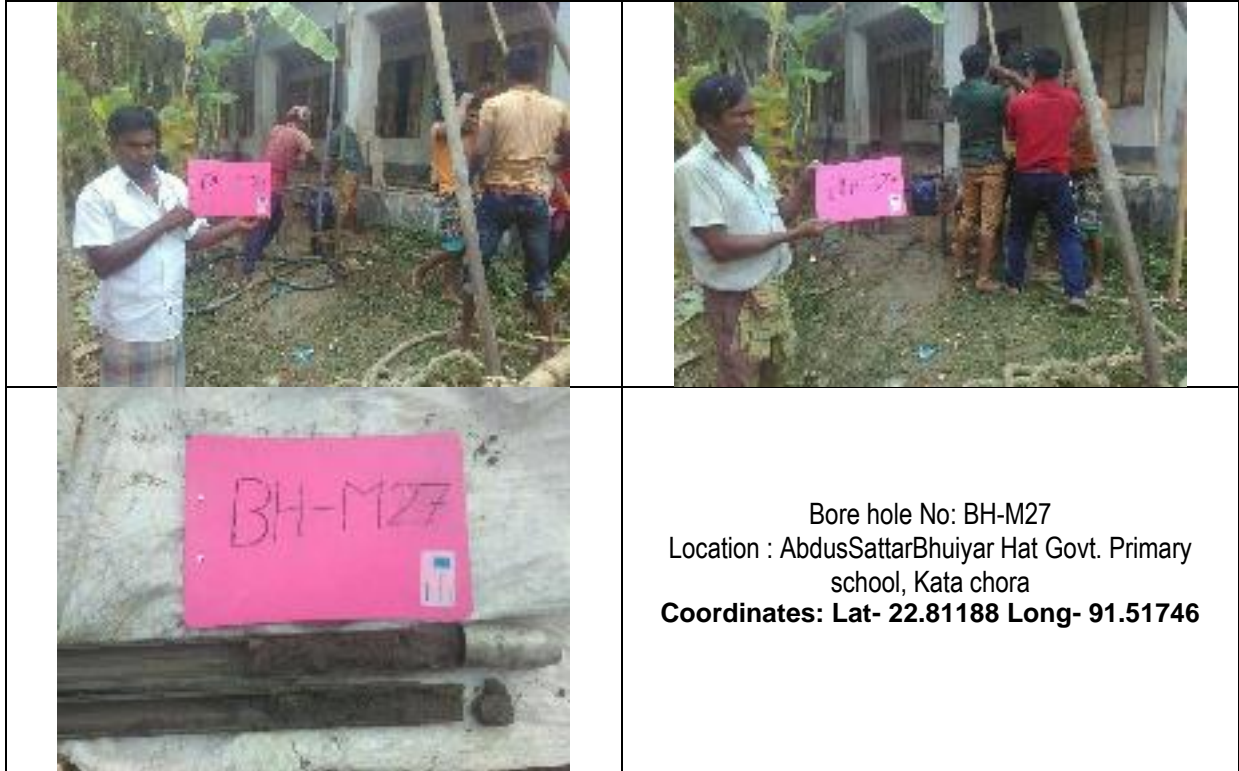 BH-M27
Bore hole No: BH-M27
Location : AbdusSattarBhuiyar Hat Govt. Primary
school, Kata chora
Coordinates: Lat- 22.81188 Long- 91.51746